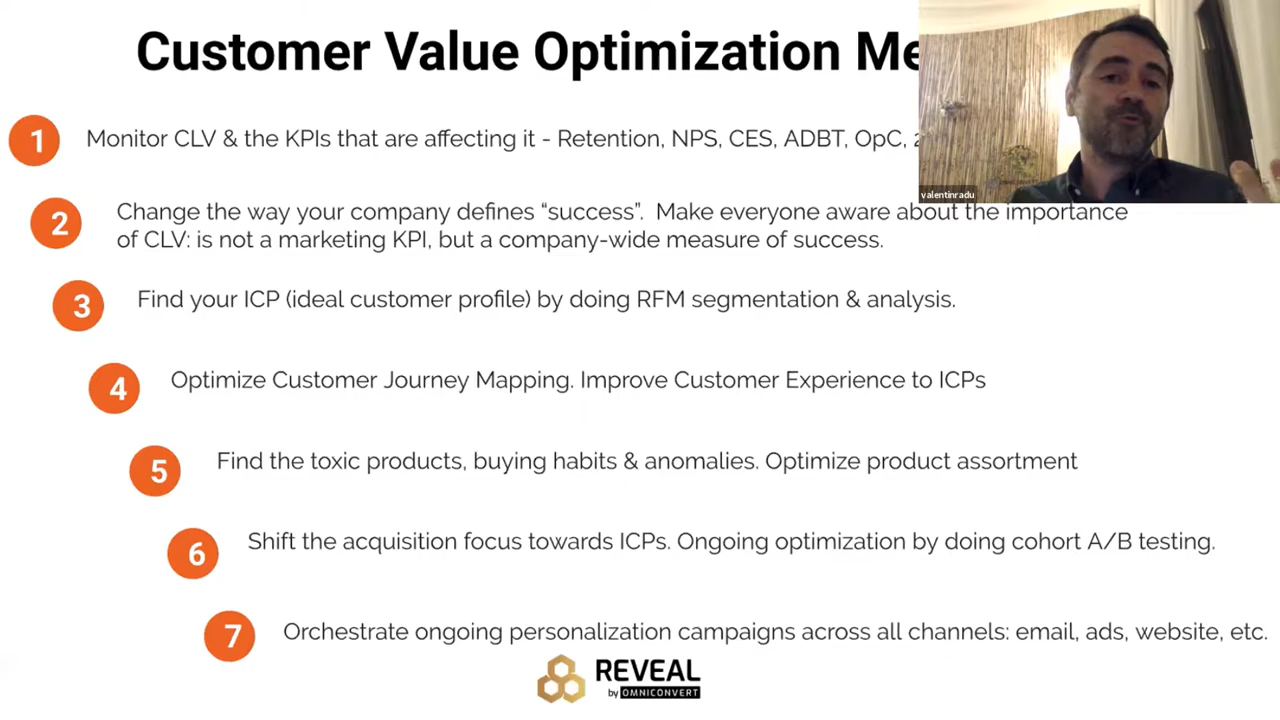 Customer Value Optimization
1
Monitor CLV & the KPIs that are affecting it - Retention, NPS, CES, ADBT, OpC,
valentinradu
2
Change the way your company defines “success”. Make everyone aware about the importance
of CLV: is not a marketing KPI, but a company-wide measure of success.
3
Find your ICP (ideal customer profile) by doing RFM segmentation & analysis.
4
Optimize Customer Journey Mapping. Improve Customer Experience to ICPs
5
Find the toxic products, buying habits & anomalies. Optimize product assortment
6
Shift the acquisition focus towards ICPs. Ongoing optimization by doing cohort A/B testing.
7
Orchestrate ongoing personalization campaigns across all channels: email, ads, website, etc.
REVEAL
by OMNICONVERT